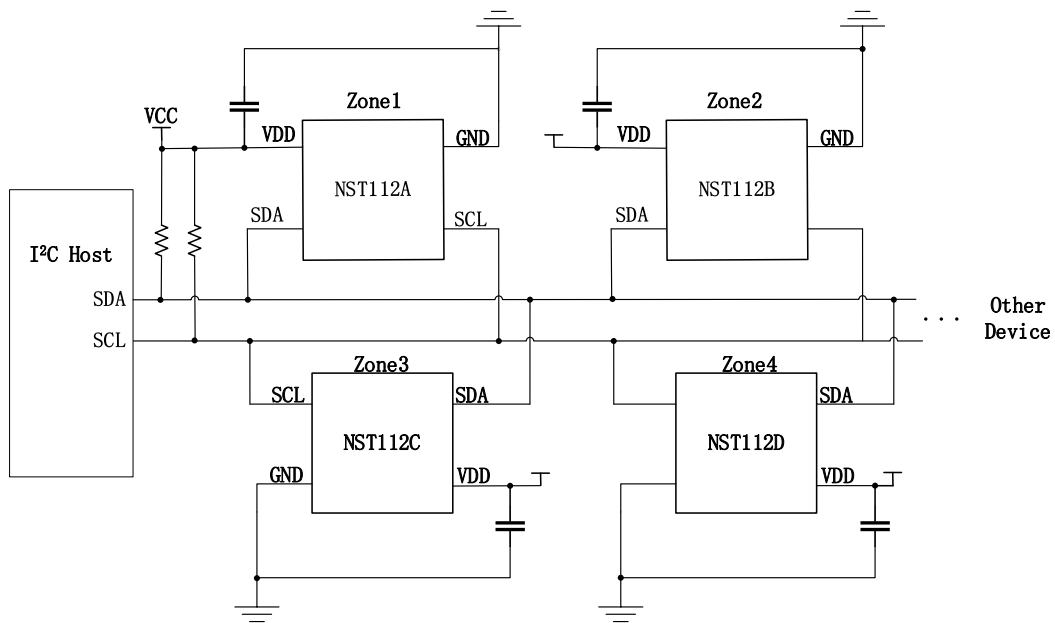 Zone1
Zone2
VCC
VDD
GND
VDD
GND
NST112A
NST112B
SDA
SCL
SDA
I²C Host
SDA
Other
Device
...
SCL
Zone3
Zone4
SCL
SDA
SDA
NST112C
NST112D
GND
VDD
VDD